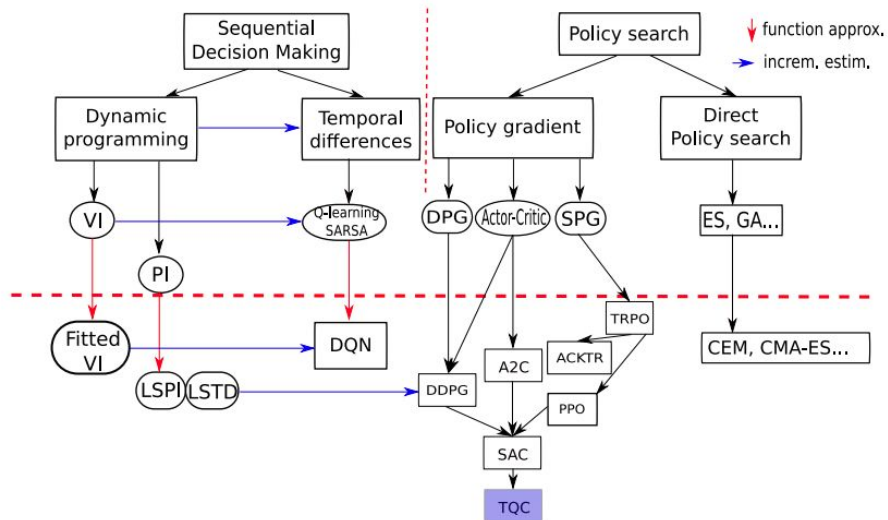 Sequential
Decision Making
Policy search
function approx.
increm. estim.
Dynamic
programming
Temporal
differences
Policy gradient
Direct
Policy search
VI
Q-learning
SARSA
DPG
Actor-Critic
SPG
ES, GA...
PI
TRPO
Fitted
VI
DQN
A2C
ACKTR
CEM, CMA-ES...
LSPI
LSTD
DDPG
PPO
SAC
TQC